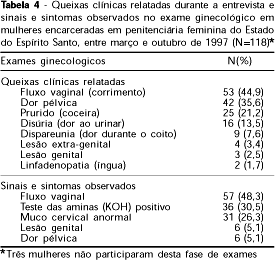 Tabela 4 - Queixas clínicas relatadas durante a entrevista e
sinais e sintomas observados no exame ginecológico em
mulheres encarceradas em penitenciária feminina do Estado
do Espírito Santo, entre março e outubro de 1997 (N=118)*
Exames ginecologicos N(%)
Queixas clínicas relatadas
Fluxo vaginal (corrimento) 53 (44,9)
Dor pélvica 42 (35,6)
Prurido (coceira) 25 (21,2)
Disúria (dor ao urinar) 16 (13,5)
Dispareunia (dor durante o coito) 9 (7,6)
Lesão extra-genital 4 (3,4)
Lesão genital 3 (2,5)
Linfadenopatia (íngua) 2 (1,7)
Sinais e sintomas observados
Fluxo vaginal 57 (48,3)
Teste das aminas (KOH) positivo 36 (30,5)
Muco cervical anormal 31 (26,3)
Lesão genital 6 (5,1)
Dor pélvica 6 (5,1)
*Três mulheres não participaram desta fase de exames